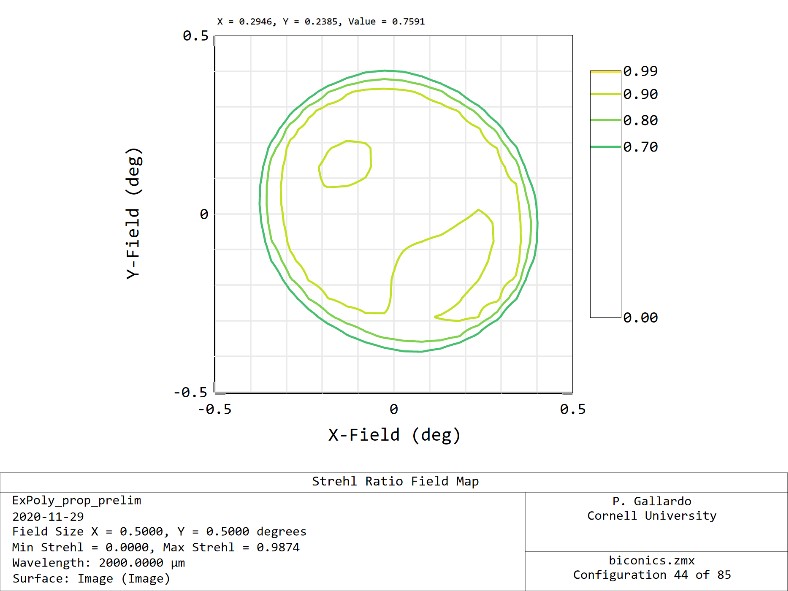 X = 0.2946, Y = 0.2385, Value = 0.7591
0.5
0
-0.5
Y-Field (deg)
-0.5
0
0.5
X-Field (deg)
0.99
0.90
0.80
0.70
0.00
Strehl Ratio Field Map
ExPoly_prop_prelim
2020-11-29
Field Size X = 0.5000, Y = 0.5000 degrees
Min Strehl = 0.0000, Max Strehl = 0.9874
Wavelength: 2000.0000 µm
Surface: Image (Image)
P. Gallardo
Cornell University
biconics.zmx
Configuration 44 of 85